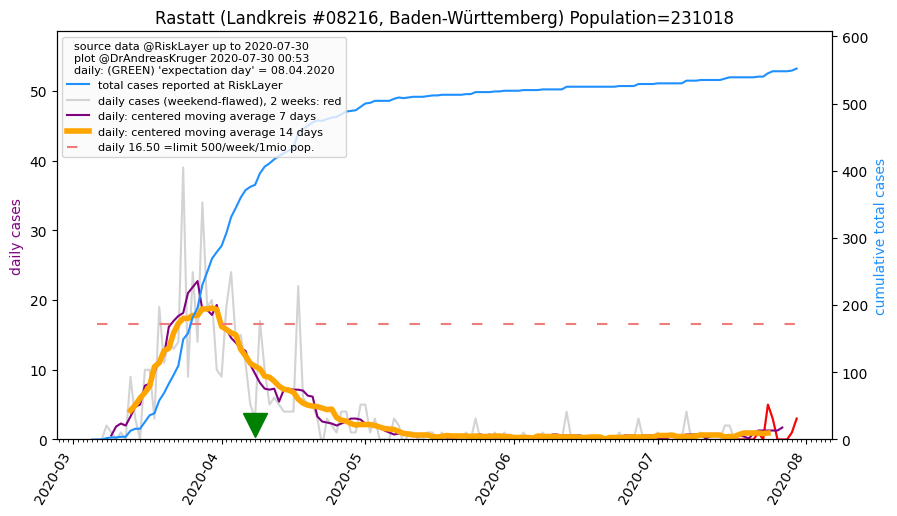 Rastatt (Landkreis #08216, Baden-Württemberg) Population=231018
source data @RiskLayer up to 2020-07-30
plot @DrAndreasKruger 2020-07-30 00:53
daily: (GREEN) 'expectation day' = 08.04.2020
total cases reported at RiskLayer
daily cases (weekend-flawed), 2 weeks: red
daily: centered moving average 7 days
daily: centered moving average 14 days
daily 16.50 =limit 500/week/1mio pop.
daily cases
50
40
30
20
10
0
cumulative total cases
600
500
400
300
200
100
0
2020-03
2020-04
2020-05
2020-06
2020-07
2020-08